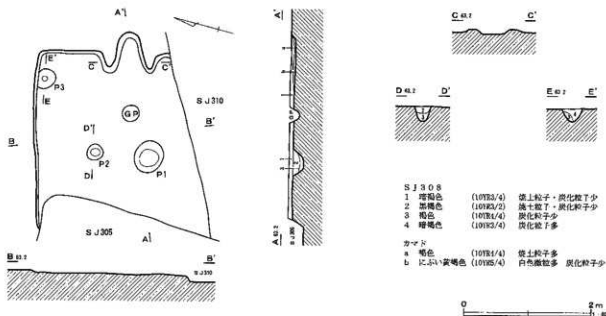 A'
E'
P3
E
C
C'
SJ310
GP
B
B'
D'
P2
D
P1
SJ305
A
B 63.2
B'
SJ310
A'
GP
SJ305
A 63.2
C 63.2
C'
D 63.2
D'
E 63.2
E'
SJ308
1 暗褐色 (10YR3/4) 焼土粒子・炭化粒子少
2 黒褐色 (10YR3/2) 焼土粒子・炭化粒子少
3 褐色 (10YR4/4) 炭化粒子少
4 暗褐色 (10YR3/4) 炭化粒子多
カマド
a 褐色 (10YR4/4) 焼土粒子多
b にぶい黄褐色 (10YR5/4) 白色微粒多 炭化粒子少
0
2m